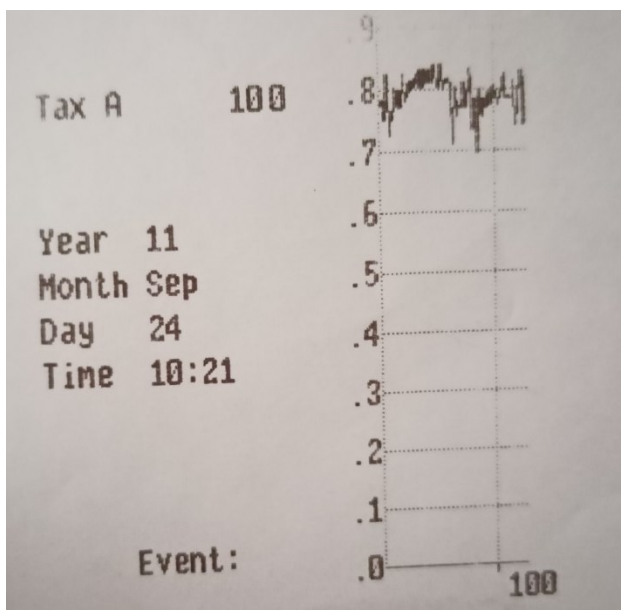 .9
Tax A 100 .8
.7
.6
Year 11
Month Sep .5
Day 24 .4
Time 10:21
.3
.2
.1
Event: .0
100